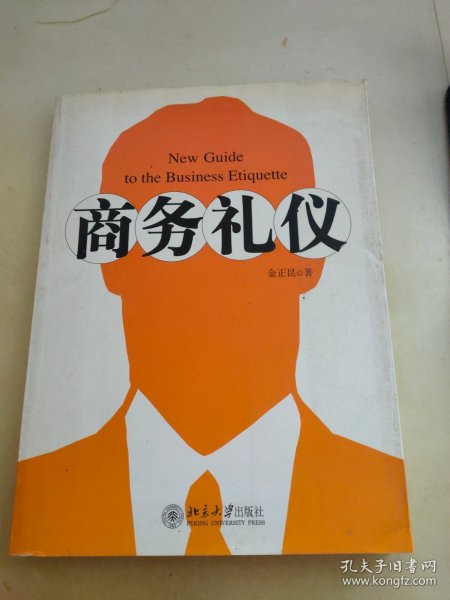 New Guide
to the Business Etiquette
商务礼仪
金正昆◎著
北京大学出版社
PEKING UNIVERSITY PRESS
孔夫子旧书网
www.kongfz.com